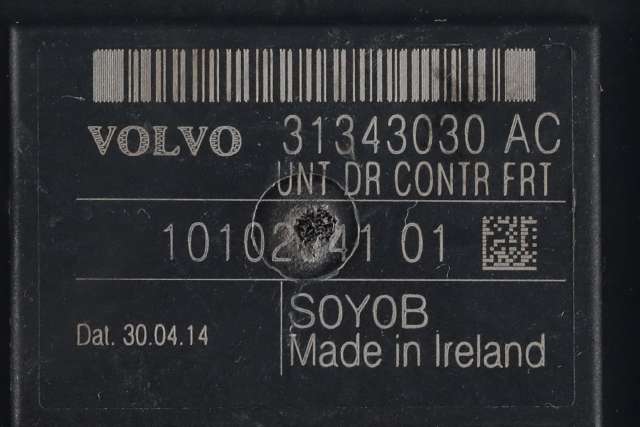 VOLVO 31343030 AC
UNT DR CONTR FRT
01
SOYOB
Dat. 30.04.14
Made in Ireland